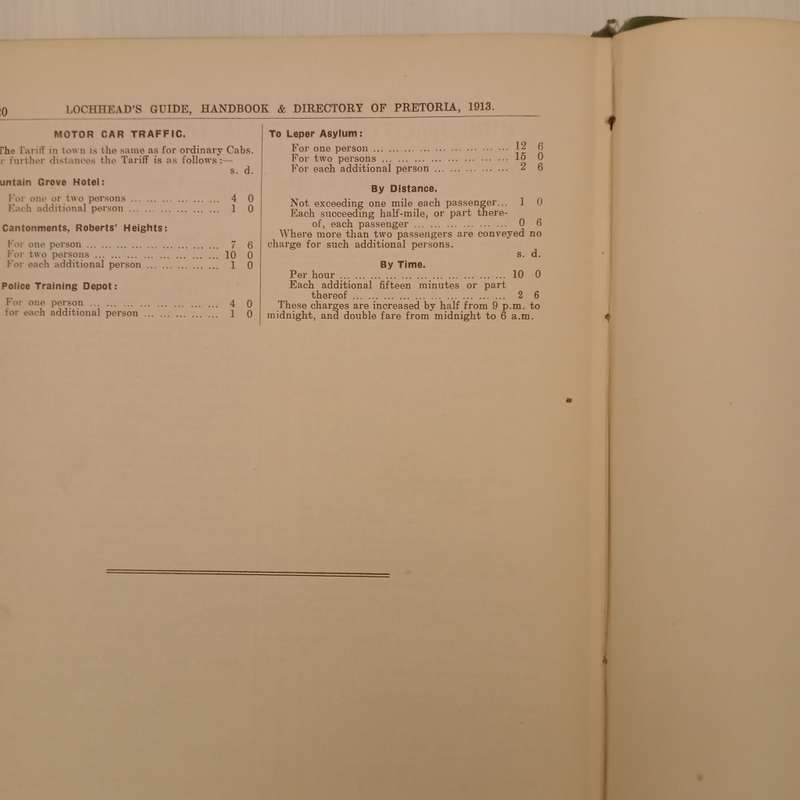 20 LOCHHEAD'S GUIDE, HANDBOOK & DIRECTORY OF PRETORIA, 1913.
MOTOR CAR TRAFFIC.
The Tariff in town is the same as for ordinary Cabs.
r further distances the Tariff is as follows:—
s. d.
untain Grove Hotel:
For one or two persons ... ... ... ... ... ... 4 0
Each additional person ... ... ... ... ... ... 1 0
Cantonments, Roberts' Heights:
For one person ... ... ... ... ... ... ... ... ... 7 6
For two persons ... ... ... ... ... ... ... ... 10 0
For each additional person ... ... ... ... ... 1 0
Police Training Depot:
For one person ... ... ... ... ... ... ... ... 4 0
for each additional person ... ... ... ... ... 1 0
To Leper Asylum:
For one person ... ... ... ... ... ... ... ... ... 12 6
For two persons ... ... ... ... ... ... ... ... 15 0
For each additional person ... ... ... ... ... 2 6
By Distance.
Not exceeding one mile each passenger... 1 0
Each succeeding half-mile, or part there-
of, each passenger ... ... ... ... ... ... 0 6
Where more than two passengers are conveyed no
charge for such additional persons.
s. d.
By Time.
Per hour ... ... ... ... ... ... ... ... ... ... ... 10 0
Each additional fifteen minutes or part
thereof ... ... ... ... ... ... ... ... ... ... 2 6
These charges are increased by half from 9 p.m. to
midnight, and double fare from midnight to 6 a.m.